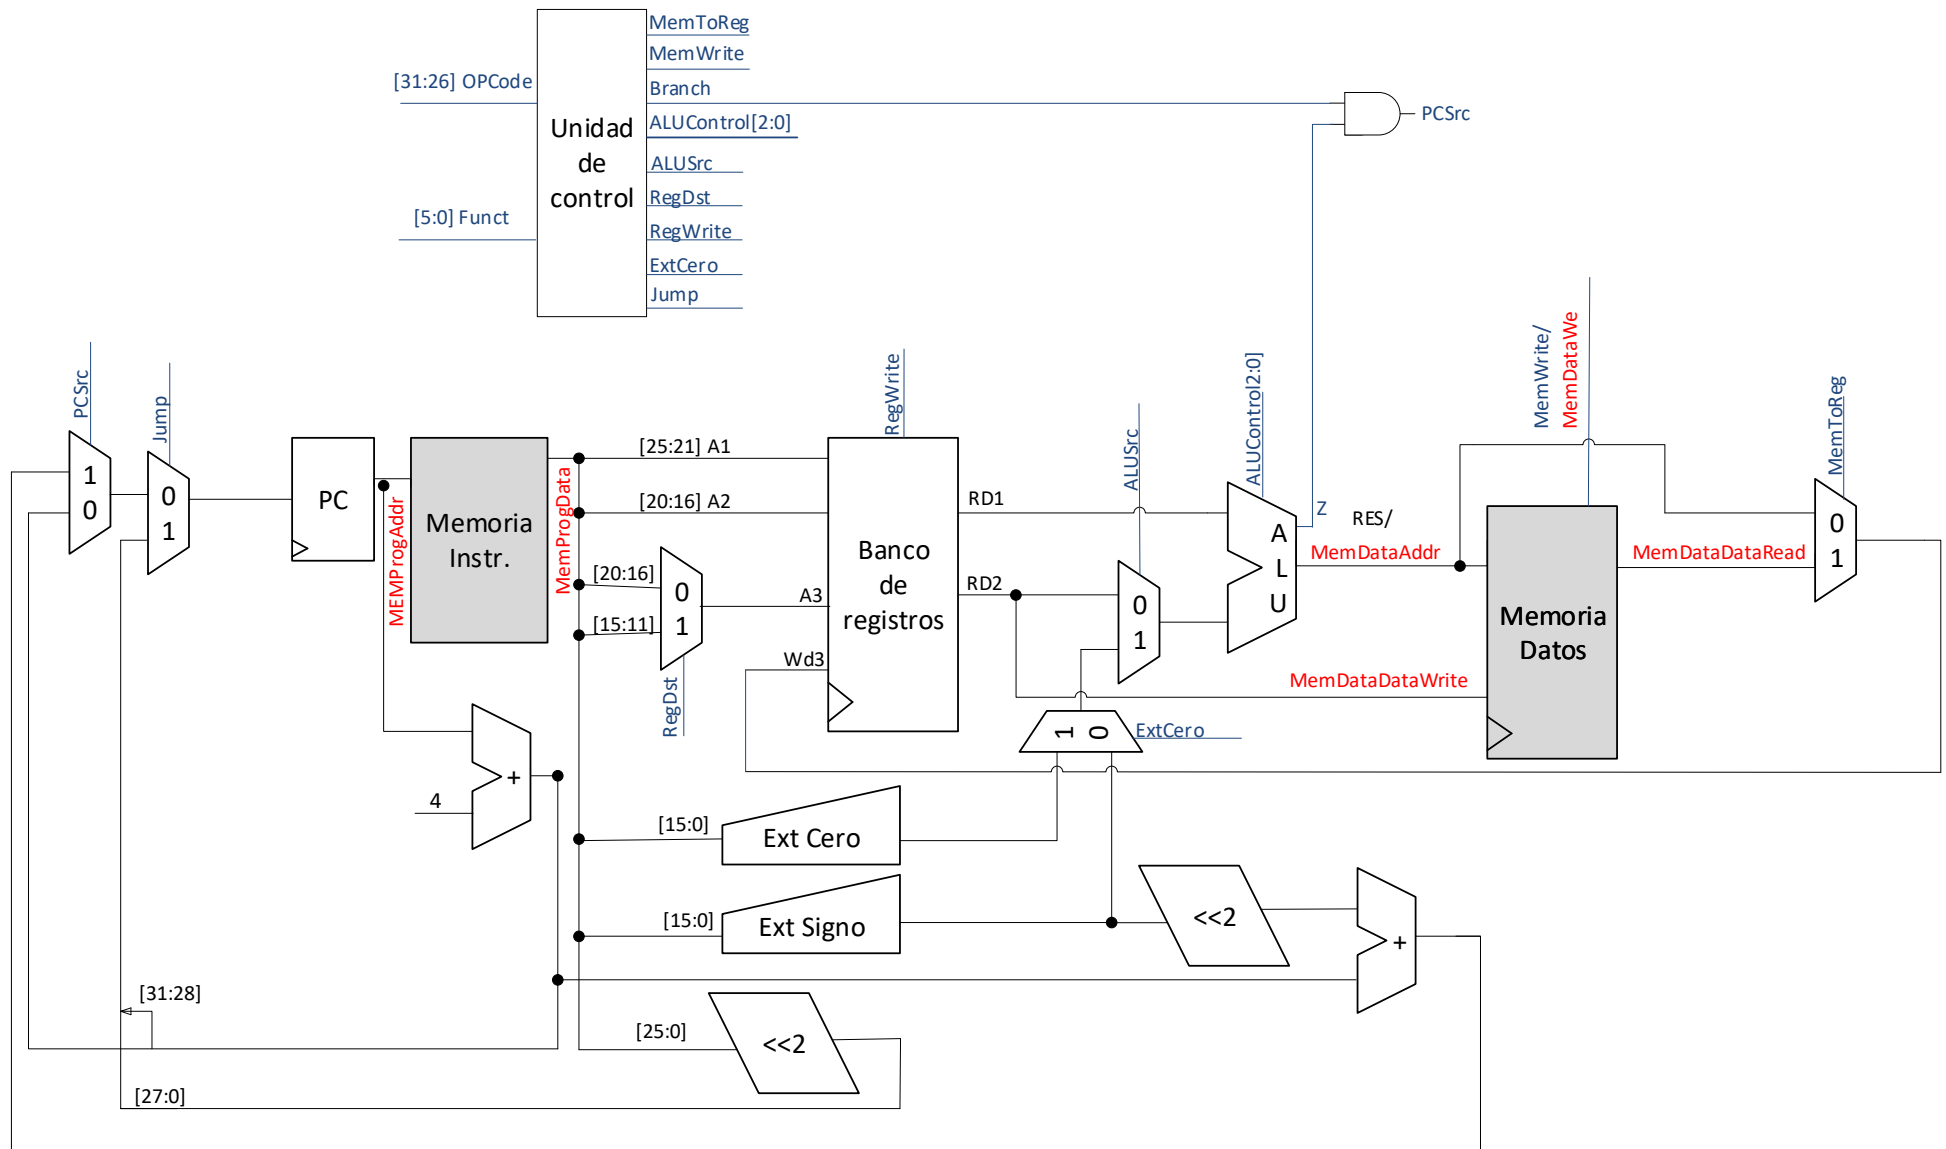 MemToReg
MemWrite
[31:26] OPCode
Branch
ALUControl[2:0]
PCSrc
Unidad
de
control
ALUSrc
RegDst
[5:0] Funct
RegWrite
ExtCero
Jump
PCSrc
Jump
RegWrite
ALUSrc
ALUControl2:0]
MemWrite/
MemDataWe
MemToReg
1
0
0
1
PC
MEMProgAddr
Memoria
Instr.
MemProgData
[25:21] A1
[20:16] A2
[20:16]
[15:11]
0
1
RegDst
A3
Wd3
Banco
de
registros
RD1
RD2
0
1
A
L
U
Z
RES/
MemDataAddr
MemDataDataWrite
Memoria
Datos
MemDataDataRead
0
1
1
0
ExtCero
4
+
[15:0]
Ext Cero
[15:0]
Ext Signo
<<2
+
[31:28]
[25:0]
<<2
[27:0]